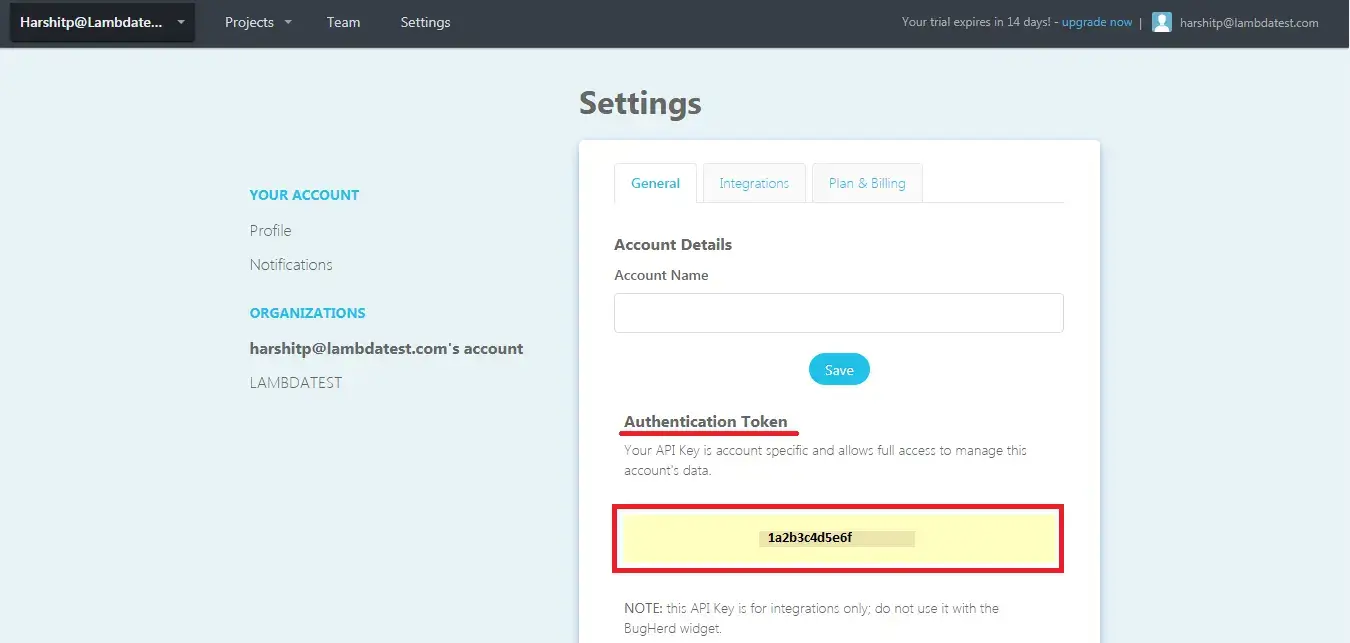 Harshitp@Lambdate... Projects Team Settings Your trial expires in 14 days! - upgrade now | harshitp@lambdatest.com
Settings
YOUR ACCOUNT
Profile
Notifications
ORGANIZATIONS
harshitp@lambdatest.com's account
LAMBDATEST
General Integrations Plan & Billing
Account Details
Account Name
Save
Authentication Token
Your API Key is account specific and allows full access to manage this
account's data.
1a2b3c4d5e6f
NOTE: this API Key is for integrations only; do not use it with the
BugHerd widget.